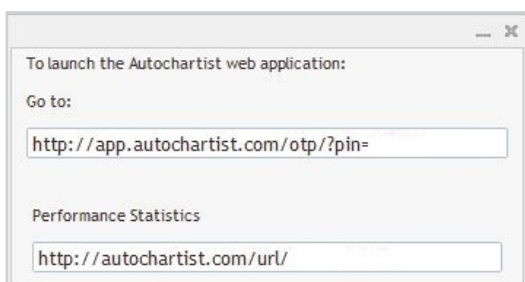 To launch the Autochartist web application:
Go to:
http://app.autochartist.com/otp/?pin=
Performance Statistics
http://autochartist.com/url/